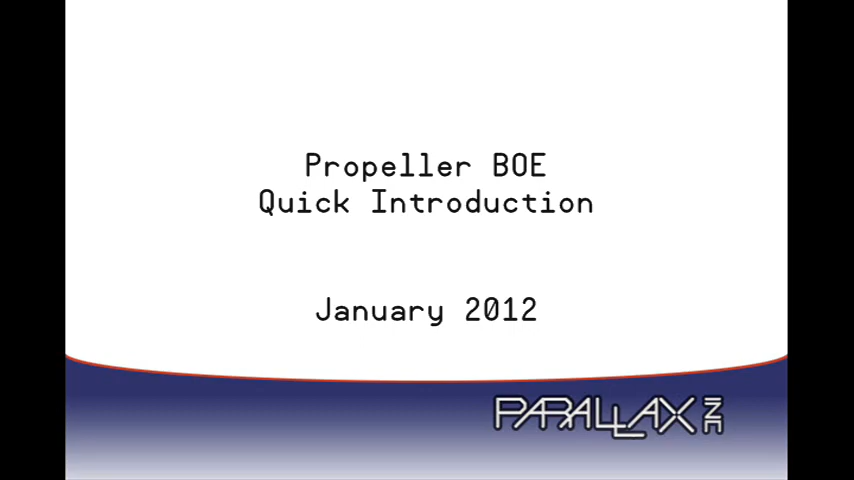 Propeller BOE
Quick Introduction
January 2012
PARALLAX INC